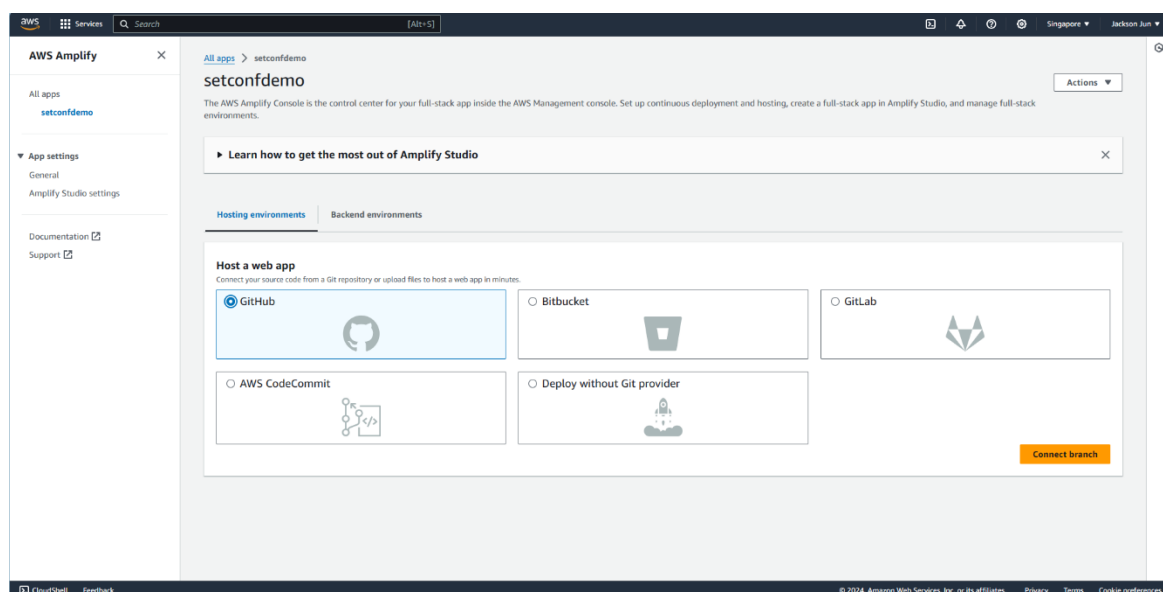 aws
Services
Search
[Alt+S]
Singapore ▼
Jackson Jun ▼
AWS Amplify
All apps
setconfdemo
▼ App settings
General
Amplify Studio settings
Documentation
Support
All apps > setconfdemo
setconfdemo
Actions ▼
The AWS Amplify Console is the control center for your full-stack app inside the AWS Management console. Set up continuous deployment and hosting, create a full-stack app in Amplify Studio, and manage full-stack
environments.
Learn how to get the most out of Amplify Studio
Hosting environments
Backend environments
Host a web app
Connect your source code from a Git repository or upload files to host a web app in minutes.
GitHub
Bitbucket
GitLab
AWS CodeCommit
Deploy without Git provider
Connect branch
CloudShell
Feedback
© 2024, Amazon Web Services, Inc. or its affiliates.
Privacy
Terms
Cookie preferences